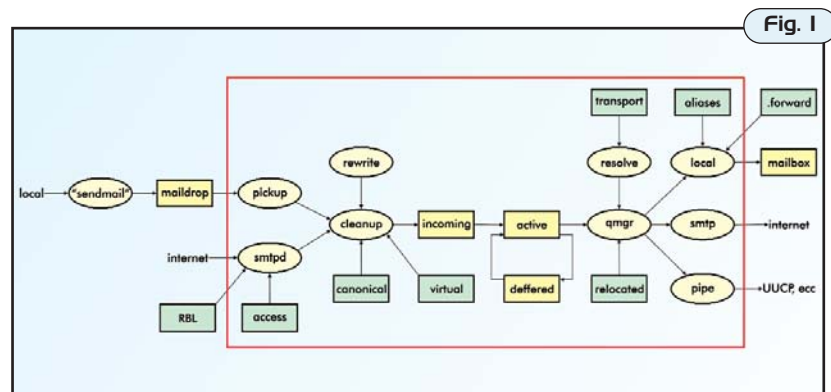 Fig. 1
transport
aliases
.forward
rewrite
resolve
local
mailbox
local
"sendmail"
maildrop
pickup
cleanup
incoming
active
qmgr
smtp
internet
internet
smtpd
canonical
virtual
deffered
relocated
pipe
UUCP, ecc
RBL
access